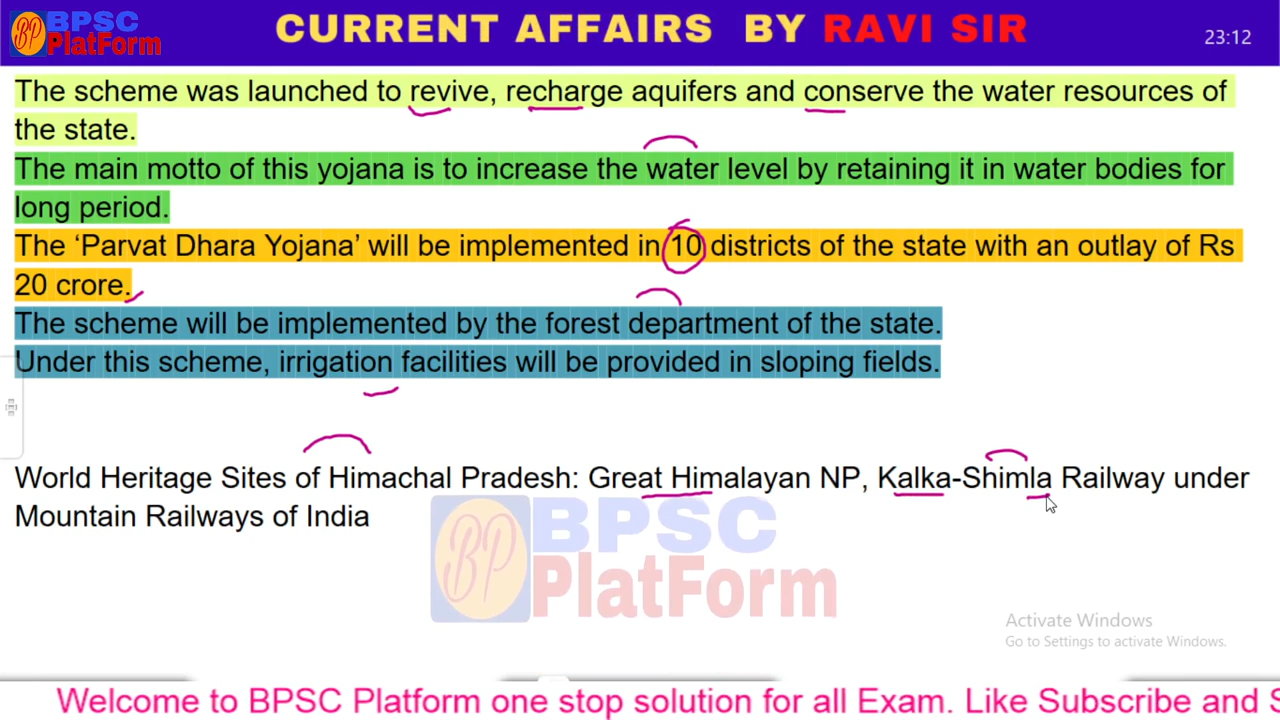 BPSC
PlatForm
BP
CURRENT AFFAIRS BY RAVI SIR
23:12
The scheme was launched to revive, recharge aquifers and conserve the water resources of
the state.
The main motto of this yojana is to increase the water level by retaining it in water bodies for
long period.
The ‘Parvat Dhara Yojana’ will be implemented in 10 districts of the state with an outlay of Rs
20 crore.
The scheme will be implemented by the forest department of the state.
Under this scheme, irrigation facilities will be provided in sloping fields.
World Heritage Sites of Himachal Pradesh: Great Himalayan NP, Kalka-Shimla Railway under
Mountain Railways of India
BPSC
PlatForm
BP
Activate Windows
Go to Settings to activate Windows.
Welcome to BPSC Platform one stop solution for all Exam. Like Subscribe and S